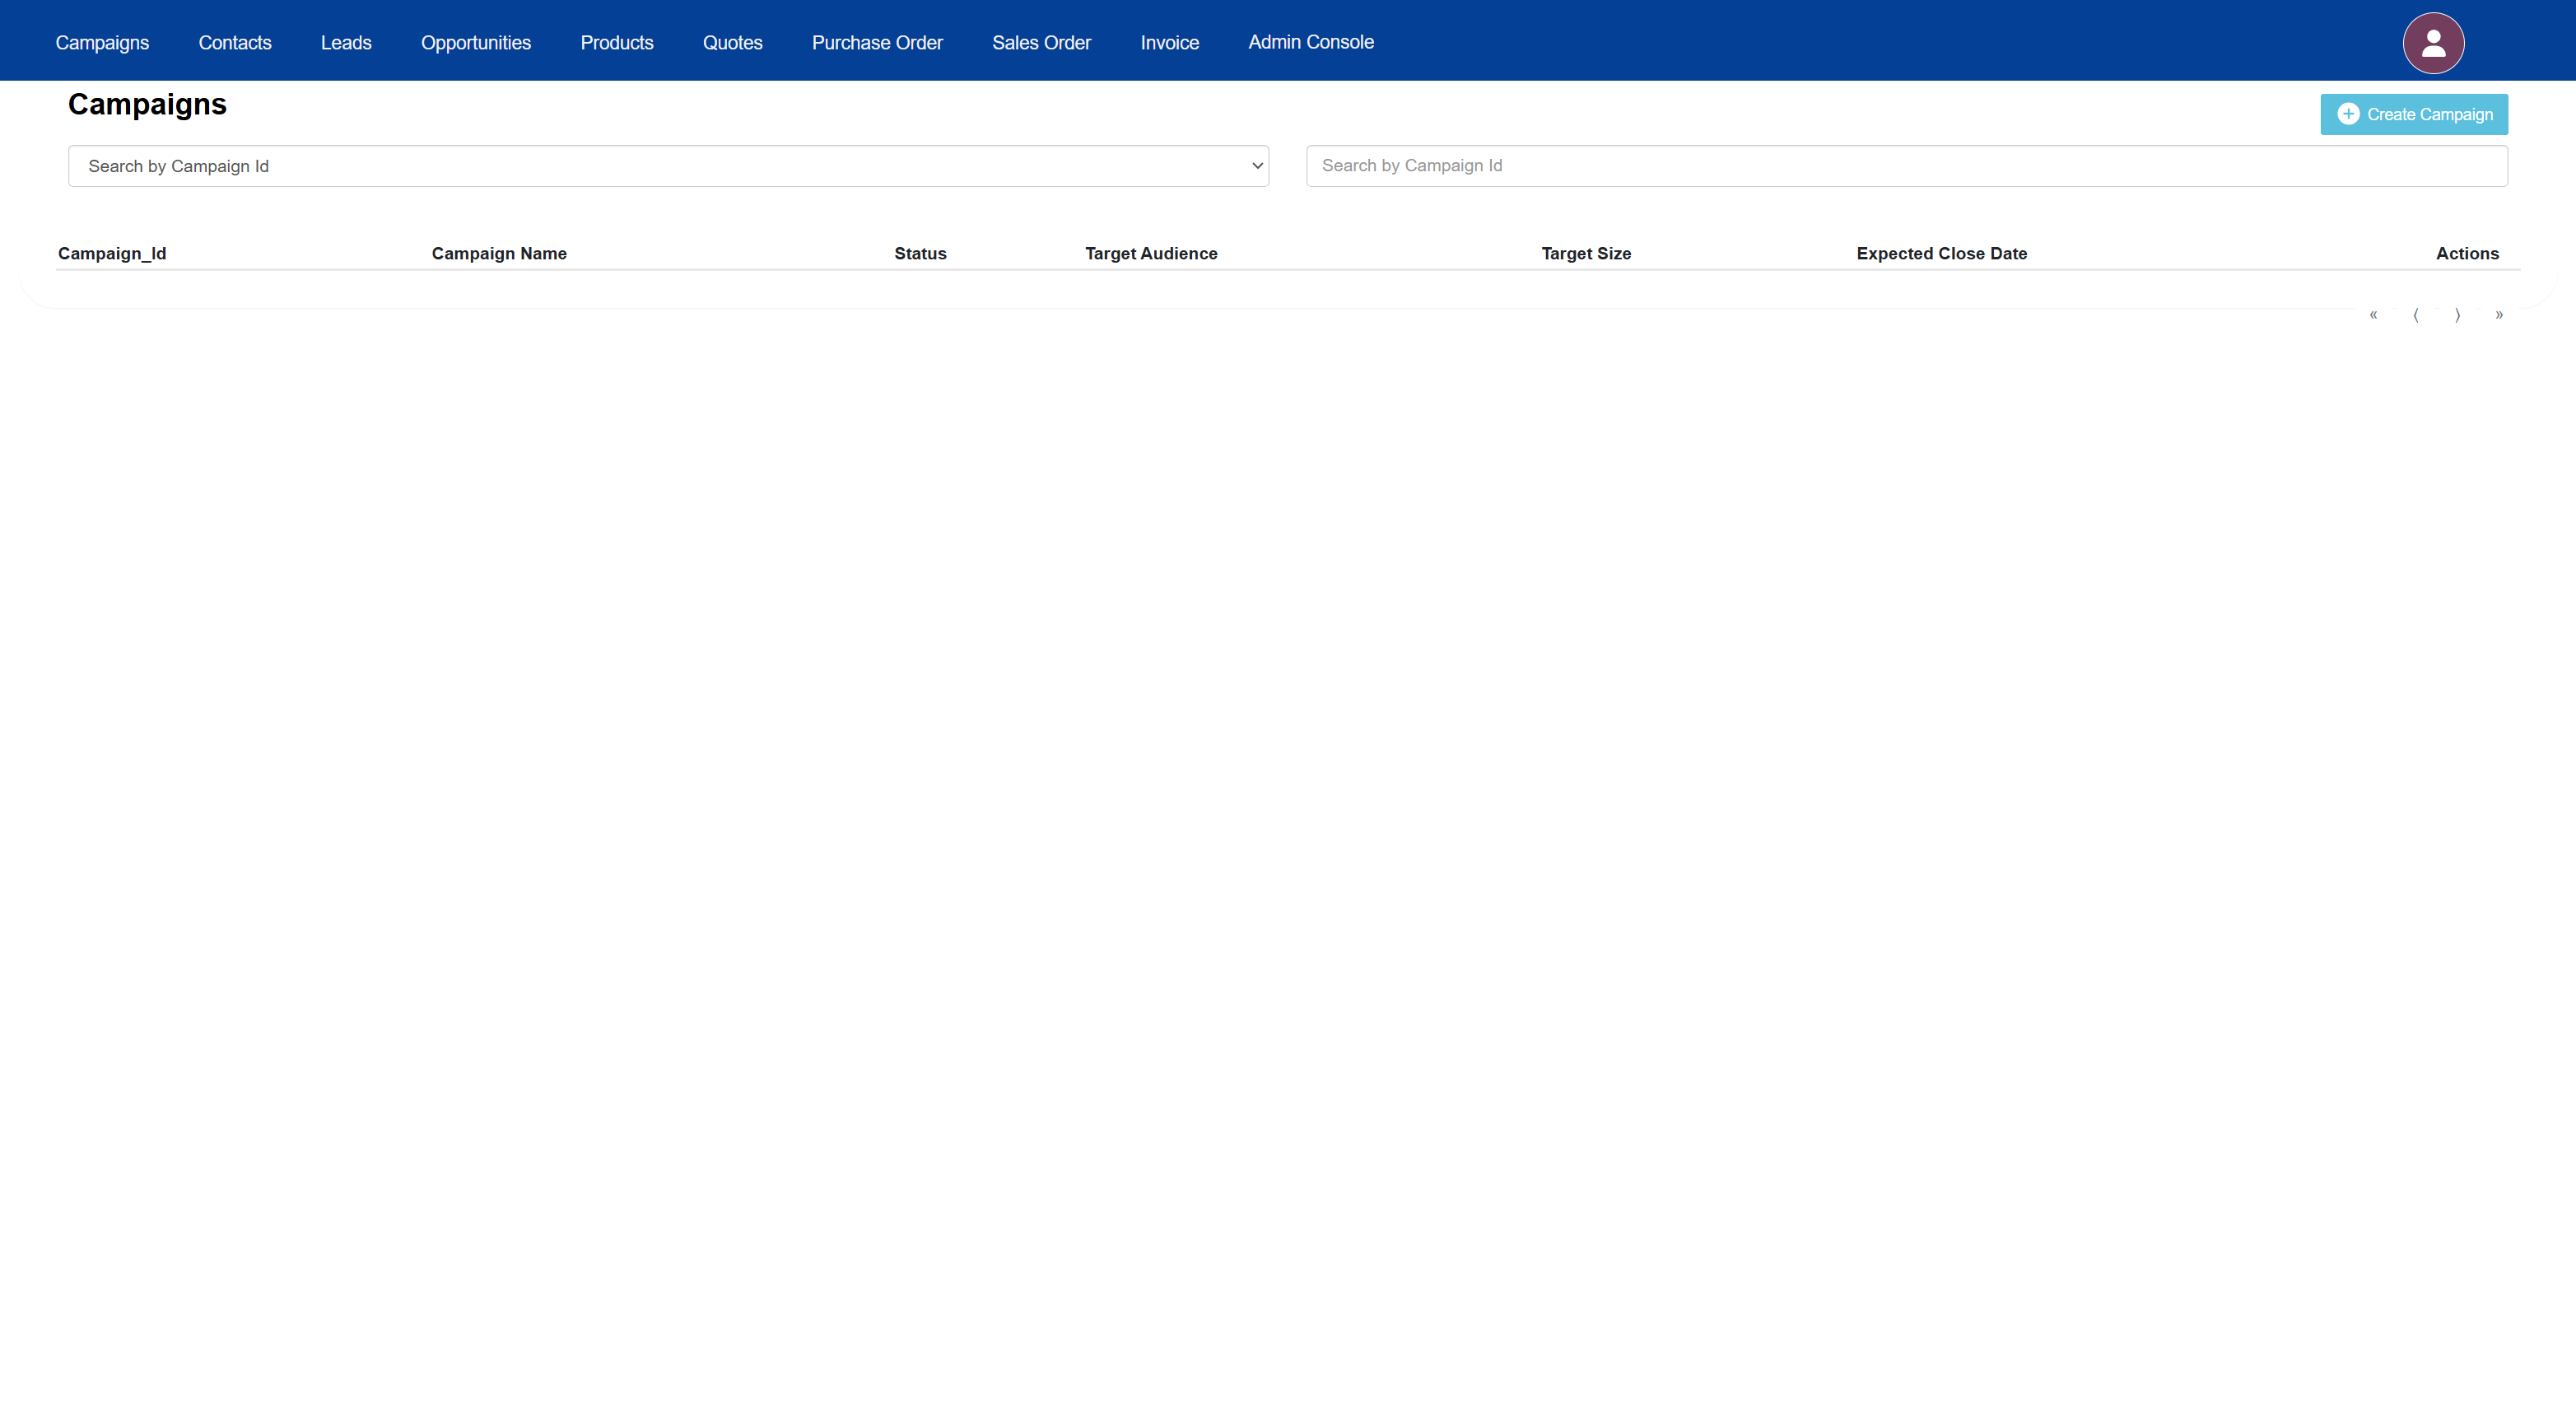 Campaigns Contacts Leads Opportunities Products Quotes Purchase Order Sales Order Invoice Admin Console
Campaigns
Create Campaign
Search by Campaign Id
Search by Campaign Id
Campaign_Id Campaign Name Status Target Audience Target Size Expected Close Date Actions
« ⟨ ⟩ »